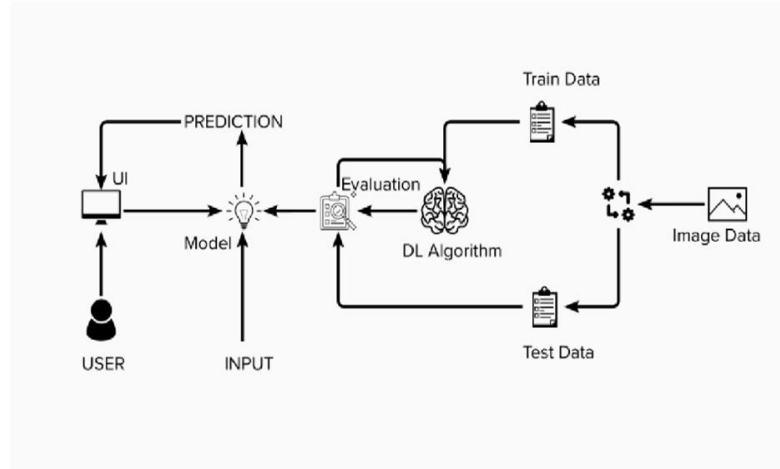 Train Data
PREDICTION
UI
Evaluation
Model
DL Algorithm
Image Data
USER
INPUT
Test Data